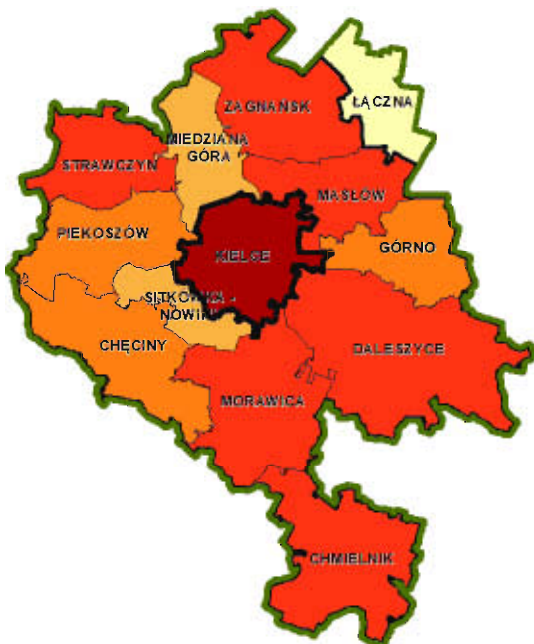 ZAGNAŃSK
ŁĄCZNA
MIEDZIANA
GÓRA
STRAWCZYN
MASŁÓW
PIEKOSZÓW
GÓRNO
KIELCE
SITKÓWKA -
NOWINY
CHĘCINY
DALESZYCE
MORAWICA
CHMIELNIK